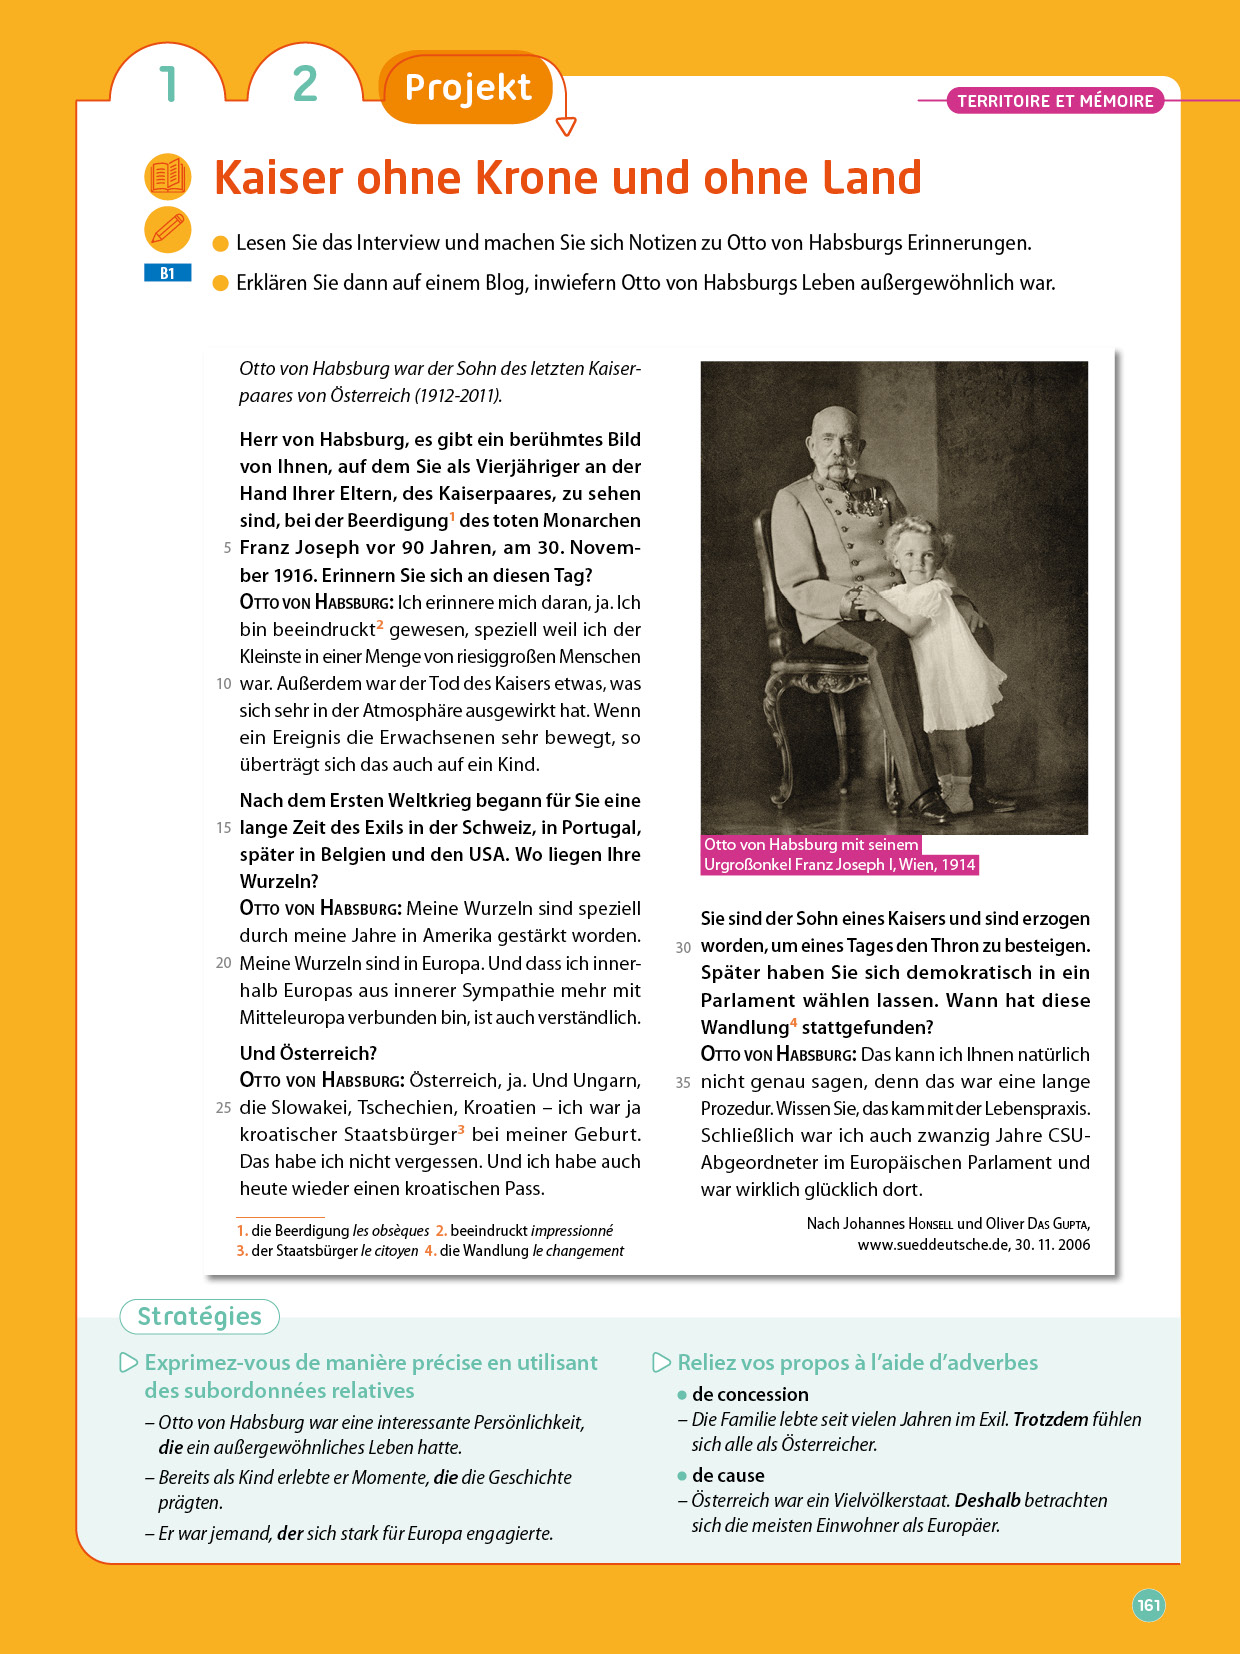 1
2
Projekt
TERRITOIRE ET MÉMOIRE
Kaiser ohne Krone und ohne Land
B1
Lesen Sie das Interview und machen Sie sich Notizen zu Otto von Habsburgs Erinnerungen.
Erklären Sie dann auf einem Blog, inwiefern Otto von Habsburgs Leben außergewöhnlich war.
Otto von Habsburg war der Sohn des letzten Kaiser-
paares von Österreich (1912-2011).
Herr von Habsburg, es gibt ein berühmtes Bild
von Ihnen, auf dem Sie als Vierjähriger an der
Hand Ihrer Eltern, des Kaiserpaares, zu sehen
sind, bei der Beerdigung1 des toten Monarchen
5 Franz Joseph vor 90 Jahren, am 30. Novem-
ber 1916. Erinnern Sie sich an diesen Tag?
OTTO VON HABSBURG: Ich erinnere mich daran, ja. Ich
bin beeindruckt2 gewesen, speziell weil ich der
Kleinste in einer Menge von riesiggroßen Menschen
10 war. Außerdem war der Tod des Kaisers etwas, was
sich sehr in der Atmosphäre ausgewirkt hat. Wenn
ein Ereignis die Erwachsenen sehr bewegt, so
überträgt sich das auch auf ein Kind.
Nach dem Ersten Weltkrieg begann für Sie eine
15 lange Zeit des Exils in der Schweiz, in Portugal,
später in Belgien und den USA. Wo liegen Ihre
Wurzeln?
OTTO VON HABSBURG: Meine Wurzeln sind speziell
durch meine Jahre in Amerika gestärkt worden.
20 Meine Wurzeln sind in Europa. Und dass ich inner-
halb Europas aus innerer Sympathie mehr mit
Mitteleuropa verbunden bin, ist auch verständlich.
Und Österreich?
OTTO VON HABSBURG: Österreich, ja. Und Ungarn,
25 die Slowakei, Tschechien, Kroatien – ich war ja
kroatischer Staatsbürger3 bei meiner Geburt.
Das habe ich nicht vergessen. Und ich habe auch
heute wieder einen kroatischen Pass.
1. die Beerdigung les obsèques 2. beeindruckt impressionné
3. der Staatsbürger le citoyen 4. die Wandlung le changement
Otto von Habsburg mit seinem
Urgroßonkel Franz Joseph I, Wien, 1914
Sie sind der Sohn eines Kaisers und sind erzogen
30 worden, um eines Tages den Thron zu besteigen.
Später haben Sie sich demokratisch in ein
Parlament wählen lassen. Wann hat diese
Wandlung4 stattgefunden?
OTTO VON HABSBURG: Das kann ich Ihnen natürlich
35 nicht genau sagen, denn das war eine lange
Prozedur. Wissen Sie, das kam mit der Lebenspraxis.
Schließlich war ich auch zwanzig Jahre CSU-
Abgeordneter im Europäischen Parlament und
war wirklich glücklich dort.
Nach Johannes HONSELL und Oliver DAS GUPTA,
www.sueddeutsche.de, 30. 11. 2006
Stratégies
Exprimez-vous de manière précise en utilisant
des subordonnées relatives
– Otto von Habsburg war eine interessante Persönlichkeit,
die ein außergewöhnliches Leben hatte.
– Bereits als Kind erlebte er Momente, die die Geschichte
prägten.
– Er war jemand, der sich stark für Europa engagierte.
Reliez vos propos à l'aide d'adverbes
de concession
– Die Familie lebte seit vielen Jahren im Exil. Trotzdem fühlen
sich alle als Österreicher.
de cause
– Österreich war ein Vielvölkerstaat. Deshalb betrachten
sich die meisten Einwohner als Europäer.
161